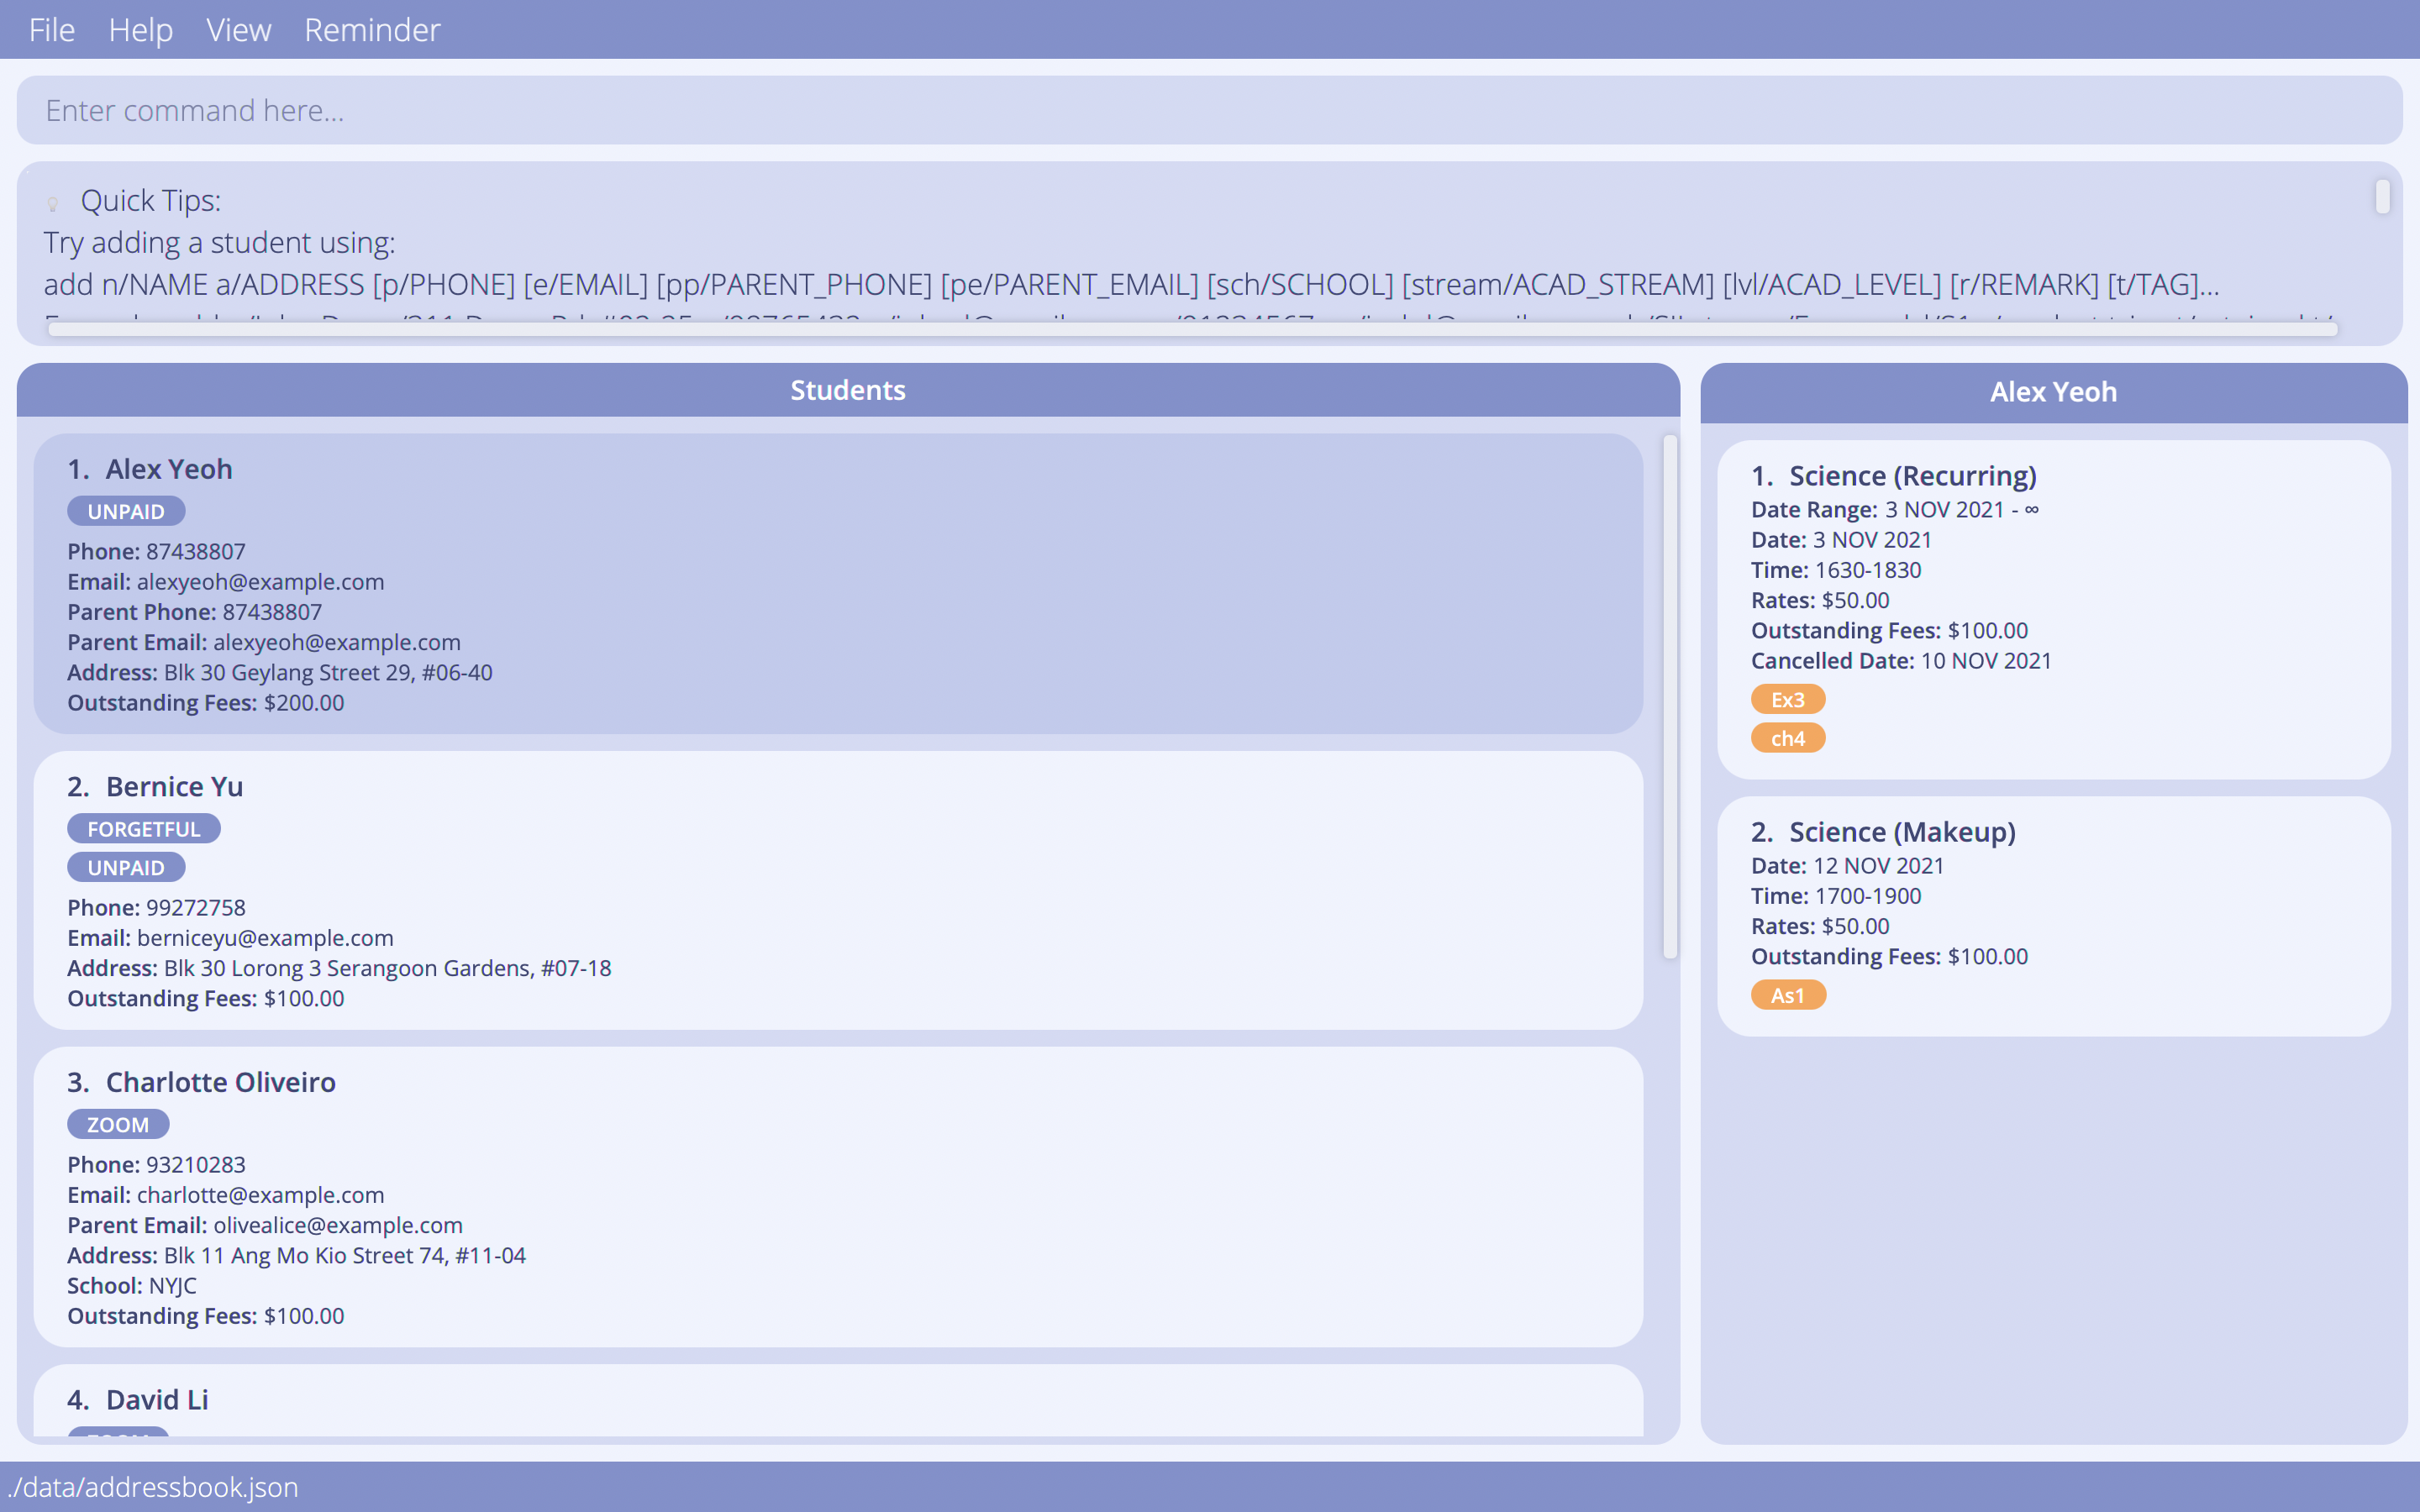 File Help View Reminder
Enter command here...
Quick Tips:
Try adding a student using:
add n/NAME a/ADDRESS [p/PHONE] [e/EMAIL] [pp/PARENT_PHONE] [pe/PARENT_EMAIL] [sch/SCHOOL] [stream/ACAD_STREAM] [lvl/ACAD_LEVEL] [r/REMARK] [t/TAG]...
Students
1. Alex Yeoh
UNPAID
Phone: 87438807
Email: alexyeoh@example.com
Parent Phone: 87438807
Parent Email: alexyeoh@example.com
Address: Blk 30 Geylang Street 29, #06-40
Outstanding Fees: $200.00
2. Bernice Yu
FORGETFUL
UNPAID
Phone: 99272758
Email: berniceyu@example.com
Address: Blk 30 Lorong 3 Serangoon Gardens, #07-18
Outstanding Fees: $100.00
3. Charlotte Oliveiro
ZOOM
Phone: 93210283
Email: charlotte@example.com
Parent Email: olivealice@example.com
Address: Blk 11 Ang Mo Kio Street 74, #11-04
School: NYJC
Outstanding Fees: $100.00
4. David Li
ZOOM
Alex Yeoh
1. Science (Recurring)
Date Range: 3 NOV 2021 - ∞
Date: 3 NOV 2021
Time: 1630-1830
Rates: $50.00
Outstanding Fees: $100.00
Cancelled Date: 10 NOV 2021
Ex3
ch4
2. Science (Makeup)
Date: 12 NOV 2021
Time: 1700-1900
Rates: $50.00
Outstanding Fees: $100.00
As1
./data/addressbook.json